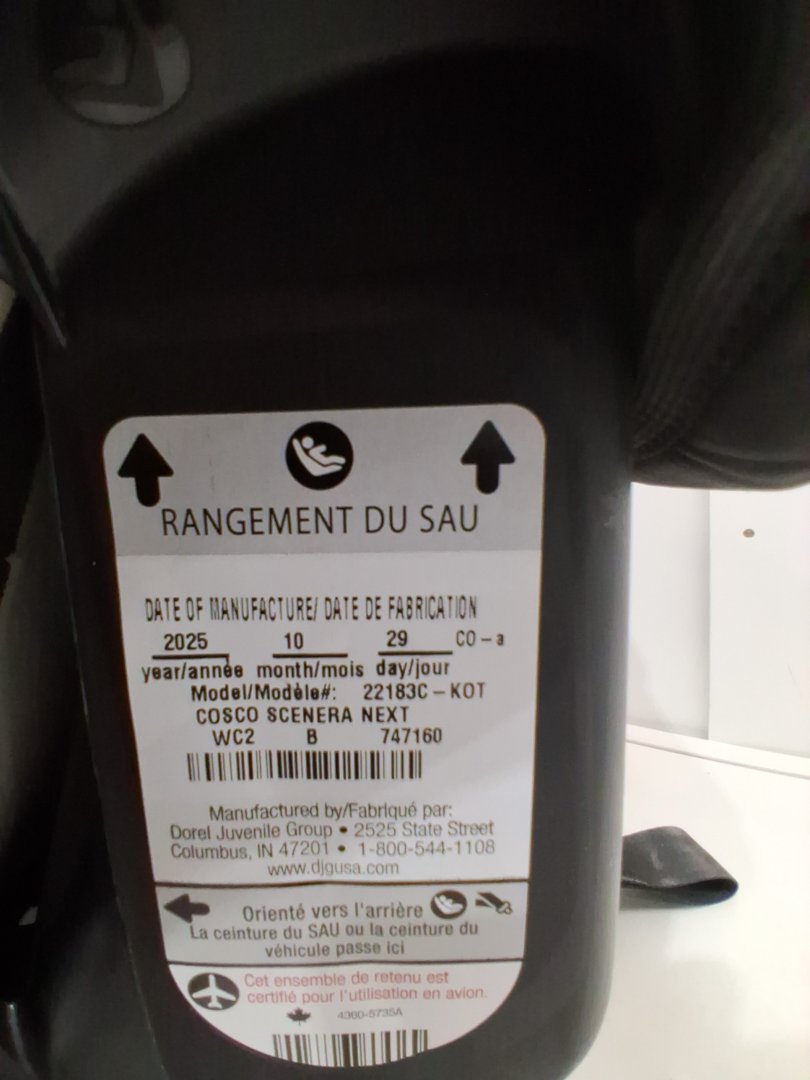 RANGEMENT DU SAU
DATE OF MANUFACTURE/ DATE DE FABRICATION
2025 10 29 CO-a
year/année month/mois day/jour
Model/Modèle#: 22183C-KOT
COSCO SCENERA NEXT
WC2 B 747160
Manufactured by/Fabriqué par:
Dorel Juvenile Group • 2525 State Street
Columbus, IN 47201 • 1-800-544-1108
www.djgusa.com
Orienté vers l'arrière
La ceinture du SAU ou la ceinture du
véhicule passe ici
Cet ensemble de retenu est
certifié pour l'utilisation en avion.
4360-5735A